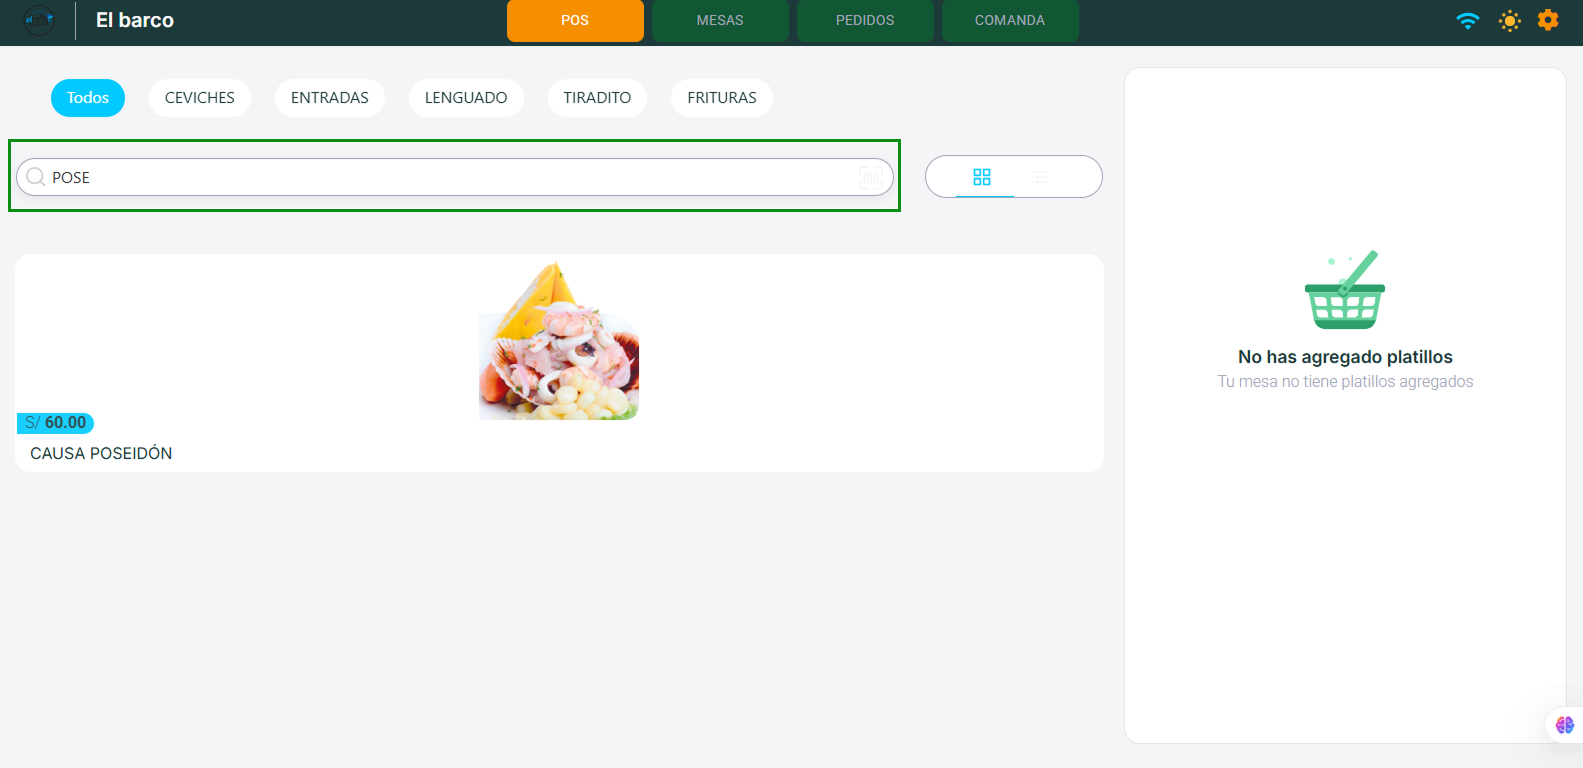 El barco
POS
MESAS
PEDIDOS
COMANDA
Todos
CEVICHES
ENTRADAS
LENGUADO
TIRADITO
FRITURAS
POSE
S/ 60.00
CAUSA POSEIDÓN
No has agregado platillos
Tu mesa no tiene platillos agregados